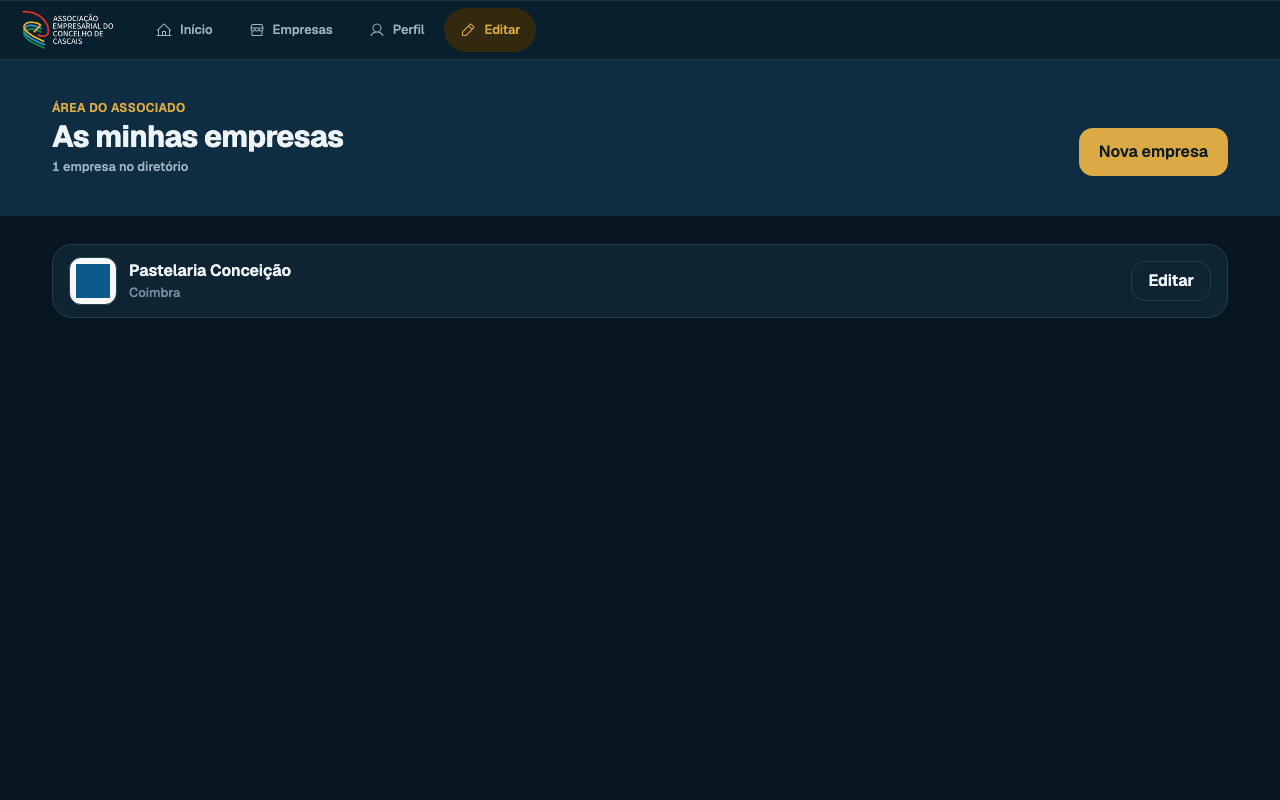 ASSOCIAÇÃO
EMPRESARIAL DO
CONCELHO DE
CASCAIS
Início
Empresas
Perfil
Editar
ÁREA DO ASSOCIADO
As minhas empresas
1 empresa no diretório
Nova empresa
Pastelaria Conceição
Coimbra
Editar